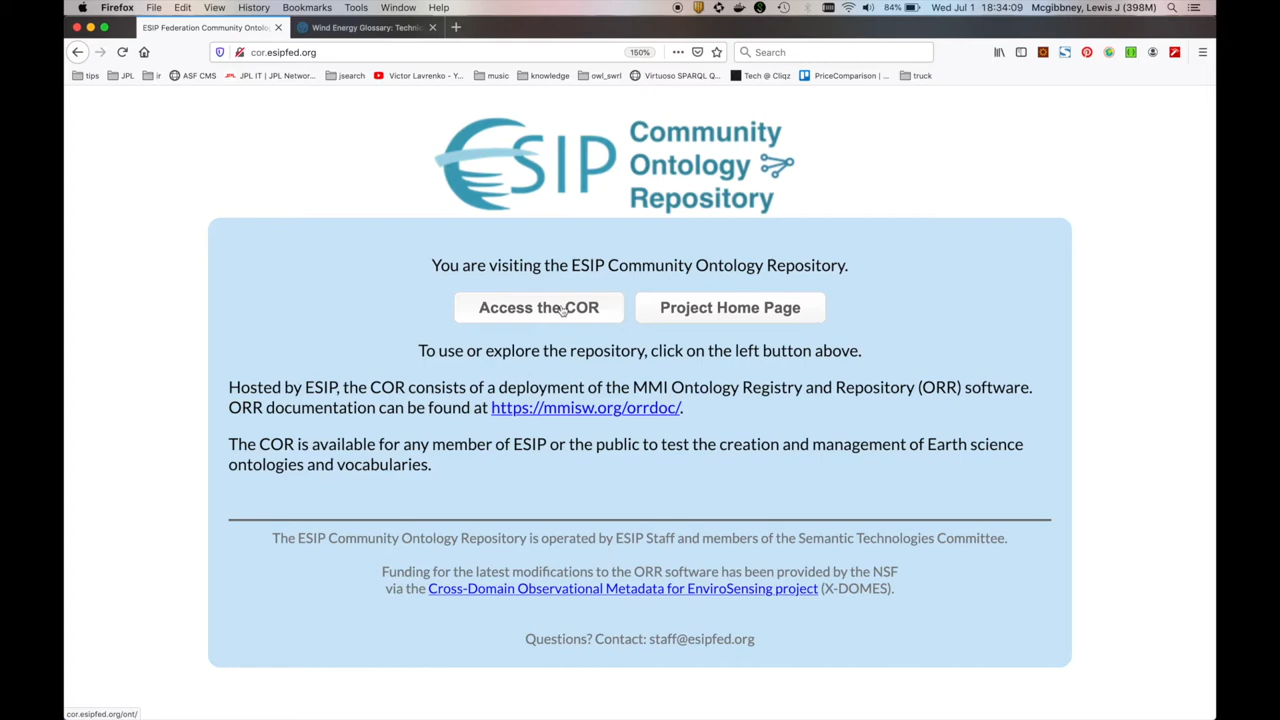 Firefox File Edit View History Bookmarks Tools Window Help 84% Wed Jul 1 18:34:09 Mcgibbney, Lewis J (398M)
ESIP Federation Community Ontolo Wind Energy Glossary: Technic
cor.esipfed.org 150% Search
tips JPL ir ASF CMS JPL IT | JPL Networ... jsearch Victor Lavrenko - Y... music knowledge owl_swrl Virtuoso SPARQL Q... Tech @ Cliqz PriceComparison | ... truck
ESIP
Community
Ontology
Repository
You are visiting the ESIP Community Ontology Repository.
Access the COR Project Home Page
To use or explore the repository, click on the left button above.
Hosted by ESIP, the COR consists of a deployment of the MMI Ontology Registry and Repository (ORR) software.
ORR documentation can be found at https://mmisw.org/orrdoc/.
The COR is available for any member of ESIP or the public to test the creation and management of Earth science
ontologies and vocabularies.
The ESIP Community Ontology Repository is operated by ESIP Staff and members of the Semantic Technologies Committee.
Funding for the latest modifications to the ORR software has been provided by the NSF
via the Cross-Domain Observational Metadata for EnviroSensing project (X-DOMES).
Questions? Contact: staff@esipfed.org
cor.esipfed.org/ont/